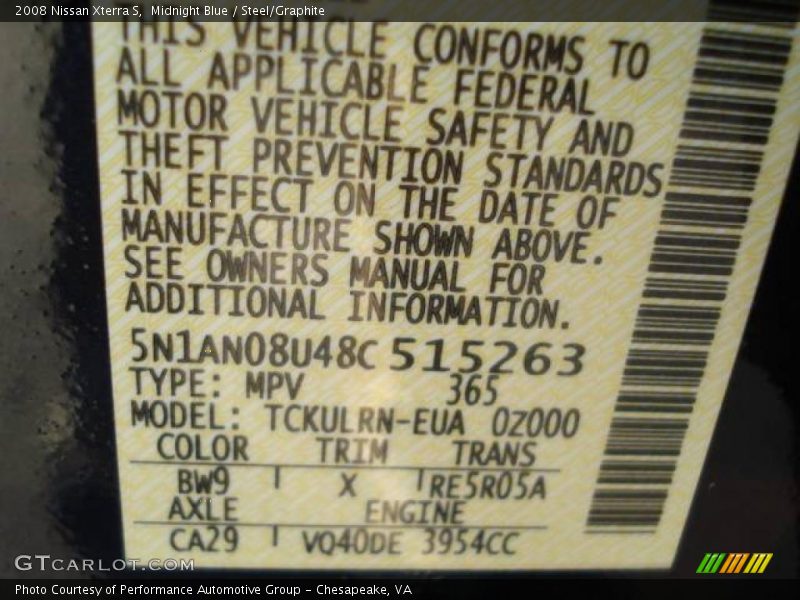 2008 Nissan Xterra S, Midnight Blue / Steel/Graphite
THIS VEHICLE CONFORMS TO
ALL APPLICABLE FEDERAL
MOTOR VEHICLE SAFETY AND
THEFT PREVENTION STANDARDS
IN EFFECT ON THE DATE OF
MANUFACTURE SHOWN ABOVE.
SEE OWNERS MANUAL FOR
ADDITIONAL INFORMATION.
5N1AN08U48C515263
TYPE: MPV 365
MODEL: TCKULRN-EUA 0Z000
COLOR TRIM TRANS
BW9 X RE5R05A
AXLE ENGINE
CA29 VQ40DE 3954CC
GTCARLOT.COM
Photo Courtesy of Performance Automotive Group - Chesapeake, VA